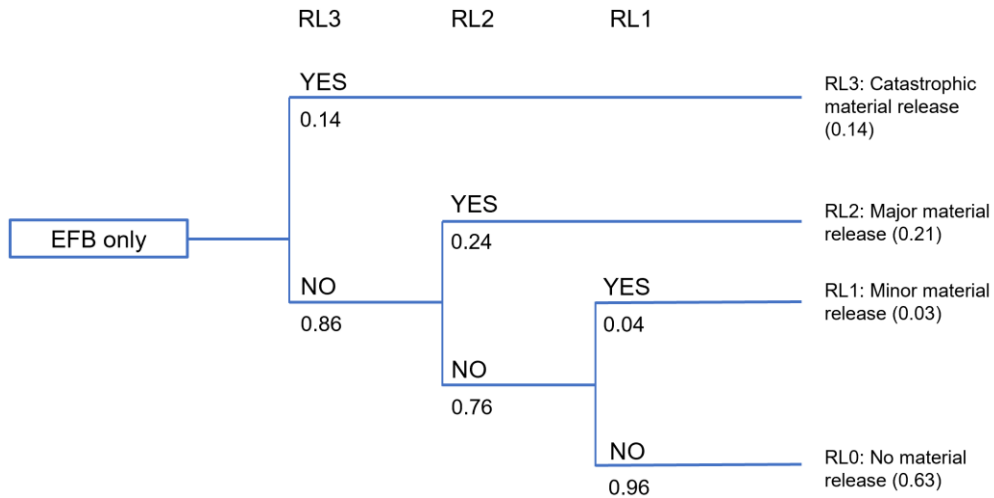 RL3 RL2 RL1
YES
0.14
RL3: Catastrophic
material release
(0.14)
EFB only
YES
0.24
RL2: Major material
release (0.21)
NO
0.86
YES
0.04
RL1: Minor material
release (0.03)
NO
0.76
NO
0.96
RL0: No material
release (0.63)